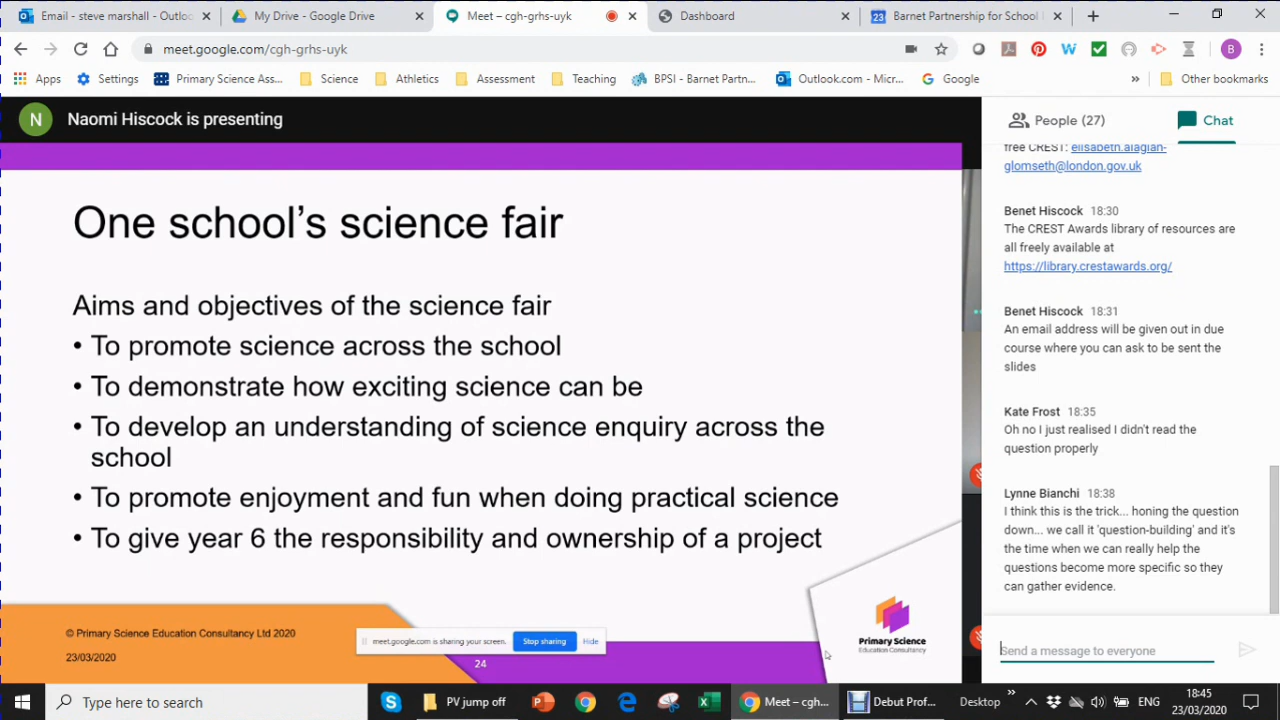 Email - steve marshall - Outloo
My Drive - Google Drive
Meet – cgh-grhs-uyk
Dashboard
23
Barnet Partnership for School I
meet.google.com/cgh-grhs-uyk
B
Apps
Settings
Primary Science Ass...
Science
Athletics
Assessment
Teaching
BPSI - Barnet Partn...
Outlook.com - Micr...
Google
»
Other bookmarks
N
Naomi Hiscock is presenting
People (27)
Chat
One school's science fair
Aims and objectives of the science fair
• To promote science across the school
• To demonstrate how exciting science can be
• To develop an understanding of science enquiry across the
school
• To promote enjoyment and fun when doing practical science
• To give year 6 the responsibility and ownership of a project
© Primary Science Education Consultancy Ltd 2020
23/03/2020
meet.google.com is sharing your screen.
Stop sharing
Hide
24
Primary Science
Education Consultancy
free CREST: elisabeth.alagian-
glomseth@london.gov.uk
Benet Hiscock 18:30
The CREST Awards library of resources are
all freely available at
https://library.crestawards.org/
Benet Hiscock 18:31
An email address will be given out in due
course where you can ask to be sent the
slides
Kate Frost 18:35
Oh no I just realised I didn't read the
question properly
Lynne Bianchi 18:38
I think this is the trick... honing the question
down... we call it 'question-building' and it's
the time when we can really help the
questions become more specific so they
can gather evidence.
Send a message to everyone
Type here to search
PV jump off
Meet – cgh-...
Debut Prof...
Desktop
»
ENG
18:45
23/03/2020